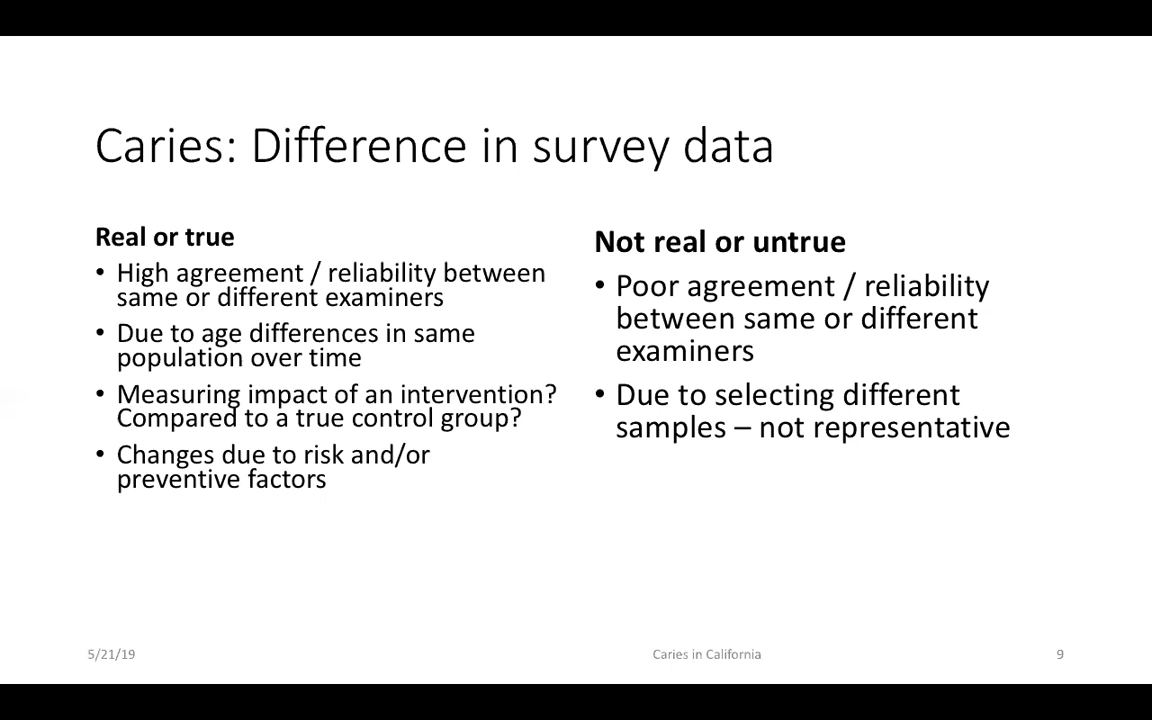 Caries: Difference in survey data
Real or true
• High agreement / reliability between
same or different examiners
• Due to age differences in same
population over time
• Measuring impact of an intervention?
Compared to a true control group?
• Changes due to risk and/or
preventive factors
Not real or untrue
• Poor agreement / reliability
between same or different
examiners
• Due to selecting different
samples – not representative
5/21/19
Caries in California
9